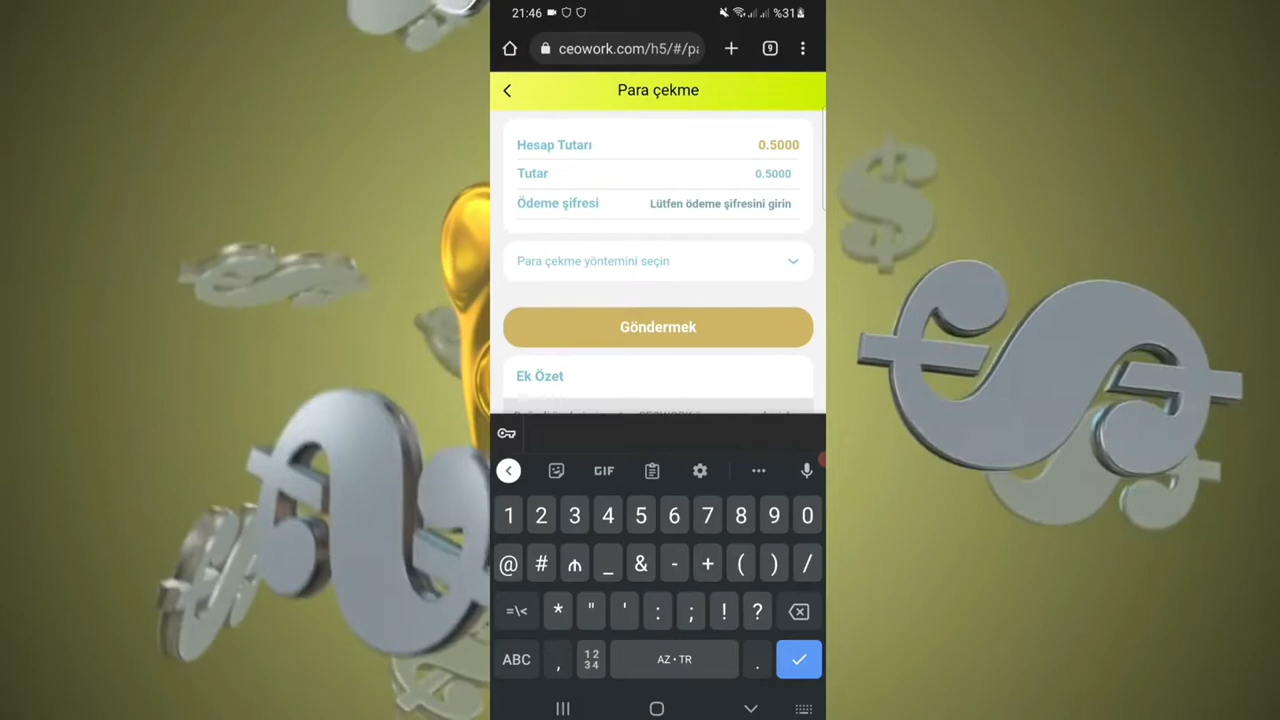 21:46
%31
ceowork.com/h5/#/pa
9
Para çekme
Hesap Tutarı 0.5000
Tutar 0.5000
Ödeme şifresi Lütfen ödeme şifresini girin
Para çekme yöntemini seçin
Göndermek
Ek Özet
GIF
1 2 3 4 5 6 7 8 9 0
@ # ₼ _ & - + ( ) /
=\< * " ' : ; ! ?
ABC , 1234 AZ • TR .